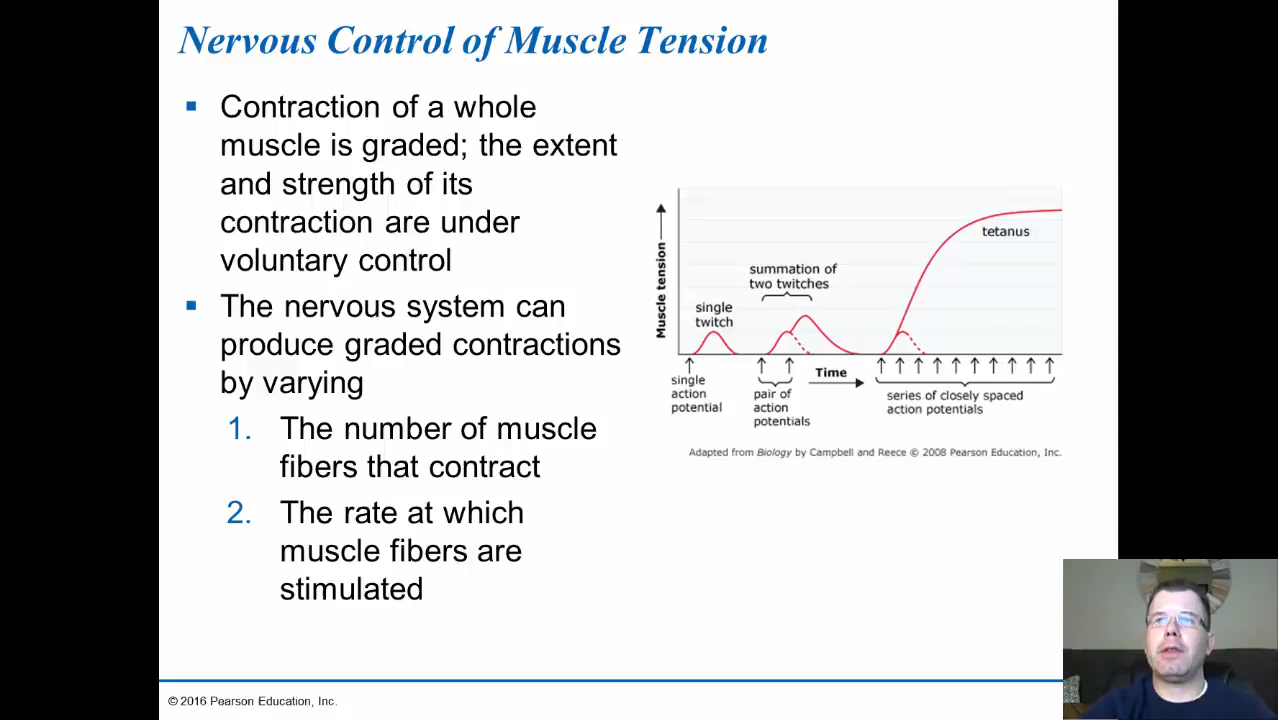 Nervous Control of Muscle Tension
▪ Contraction of a whole
muscle is graded; the extent
and strength of its
contraction are under
voluntary control
▪ The nervous system can
produce graded contractions
by varying
1. The number of muscle
fibers that contract
2. The rate at which
muscle fibers are
stimulated
Muscle tension
single
twitch
summation of
two twitches
tetanus
single
action
potential
pair of
action
potentials
Time
series of closely spaced
action potentials
Adapted from Biology by Campbell and Reece © 2008 Pearson Education, Inc.
© 2016 Pearson Education, Inc.